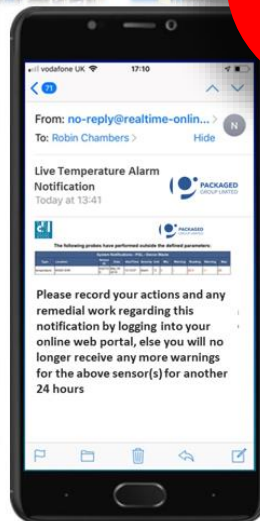 vodafone UK 17:10
71
From: no-reply@realtime-onlin... >
N
To: Robin Chambers > Hide
Live Temperature Alarm
Notification
Today at 13:41
PACKAGED
GROUP LIMITED
PACKAGED
GROUP LIMITED
The following probes have performed outside the defined parameters:
Please record your actions and any
remedial work regarding this
notification by logging into your
online web portal, else you will no
longer receive any more warnings
for the above sensor(s) for another
24 hours